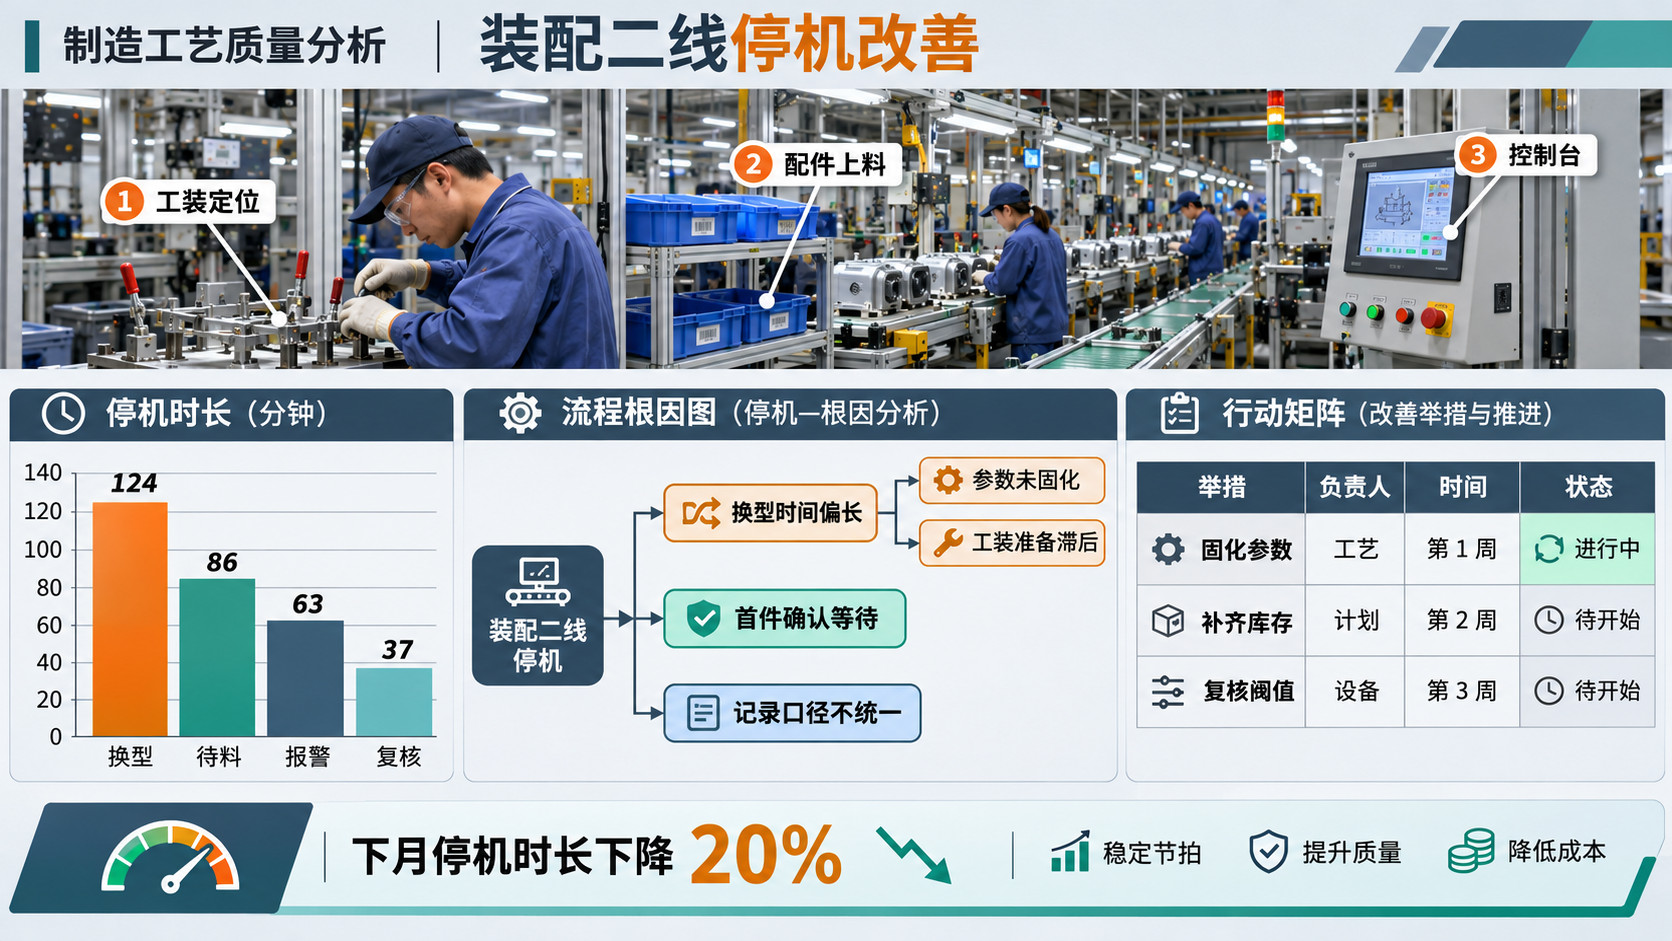 制造工艺质量分析
装配二线停机改善
1 工装定位
2 配件上料
3 控制台
停机时长（分钟）
140
120
100
80
60
40
20
0
124
86
63
37
换型
待料
报警
复核
流程根因图（停机—根因分析）
装配二线
停机
换型时间偏长
参数未固化
工装准备滞后
首件确认等待
记录口径不统一
行动矩阵（改善举措与推进）
举措 负责人 时间 状态
固化参数 工艺 第 1 周 进行中
补齐库存 计划 第 2 周 待开始
复核阀值 设备 第 3 周 待开始
下月停机时长下降 20%
稳定节拍
提升质量
降低成本